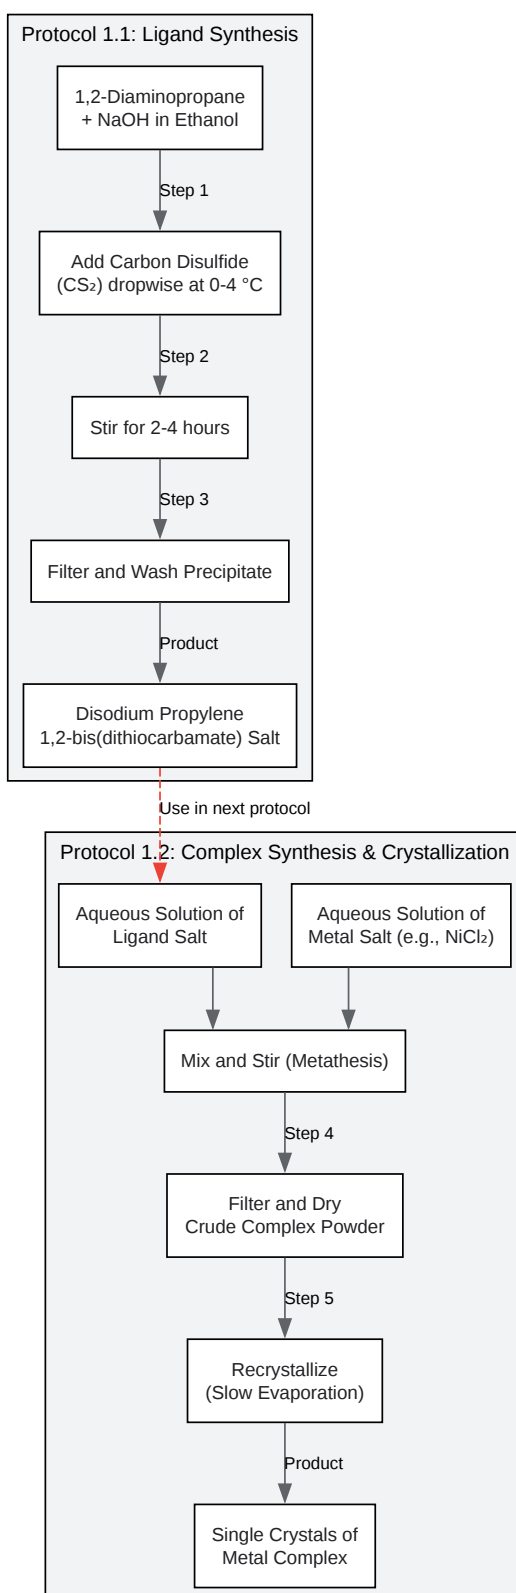 Protocol 1.1: Ligand Synthesis
1,2-Diaminopropane
+ NaOH in Ethanol
Step 1
Add Carbon Disulfide
(CS₂) dropwise at 0-4 °C
Step 2
Stir for 2-4 hours
Step 3
Filter and Wash Precipitate
Product
Disodium Propylene
1,2-bis(dithiocarbamate) Salt
Use in next protocol
Protocol 1.2: Complex Synthesis & Crystallization
Aqueous Solution of
Ligand Salt
Aqueous Solution of
Metal Salt (e.g., NiCl₂)
Mix and Stir (Metathesis)
Step 4
Filter and Dry
Crude Complex Powder
Step 5
Recrystallize
(Slow Evaporation)
Product
Single Crystals of
Metal Complex